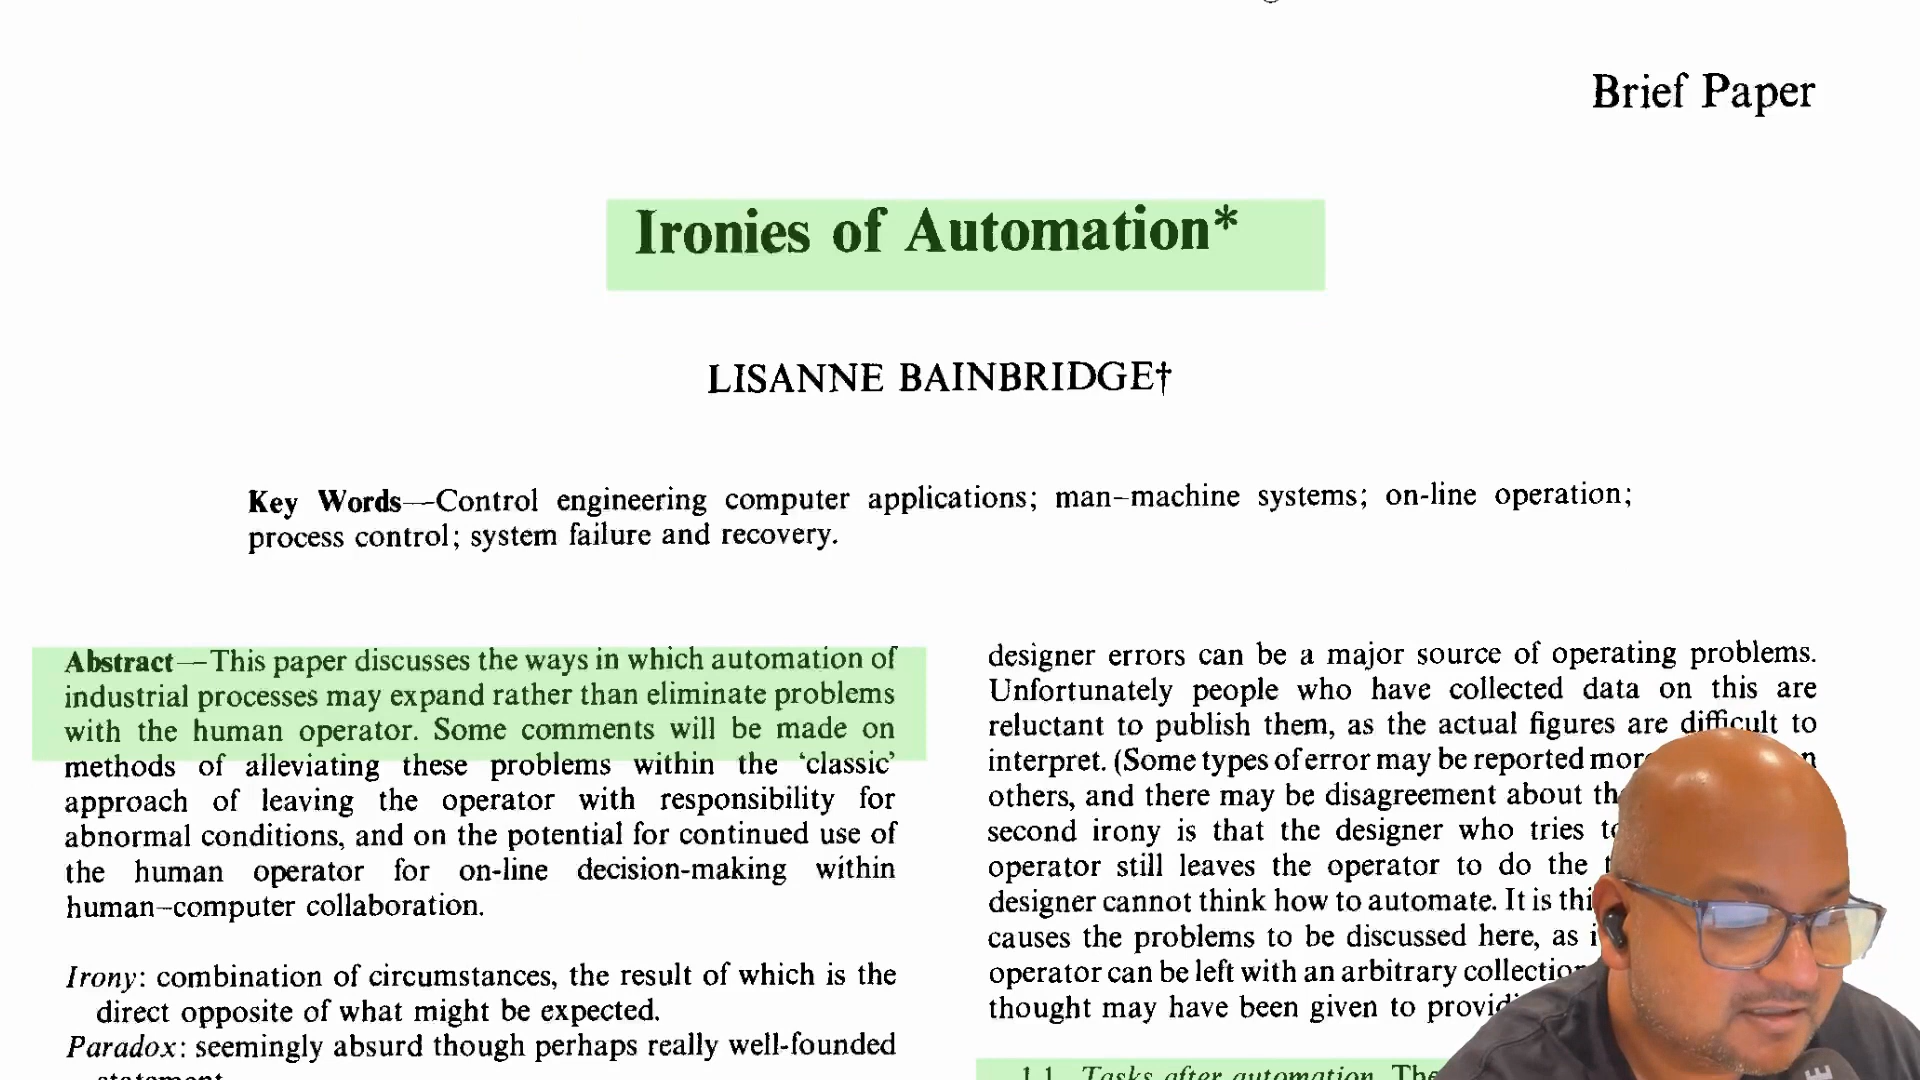 Brief Paper
Ironies of Automation*
LISANNE BAINBRIDGE†
Key Words—Control engineering computer applications; man–machine systems; on-line operation;
process control; system failure and recovery.
Abstract—This paper discusses the ways in which automation of
industrial processes may expand rather than eliminate problems
with the human operator. Some comments will be made on
methods of alleviating these problems within the ‘classic’
approach of leaving the operator with responsibility for
abnormal conditions, and on the potential for continued use of
the human operator for on-line decision-making within
human–computer collaboration.
Irony: combination of circumstances, the result of which is the
direct opposite of what might be expected.
Paradox: seemingly absurd though perhaps really well-founded
statement.
designer errors can be a major source of operating problems.
Unfortunately people who have collected data on this are
reluctant to publish them, as the actual figures are difficult to
interpret. (Some types of error may be reported
others, and there may be disagreement about
second irony is that the designer who tries
operator still leaves the operator to do the
designer cannot think how to automate. It is
causes the problems to be discussed here, as
operator can be left with an arbitrary
thought may have been given to
1.1. Tasks after automation. The